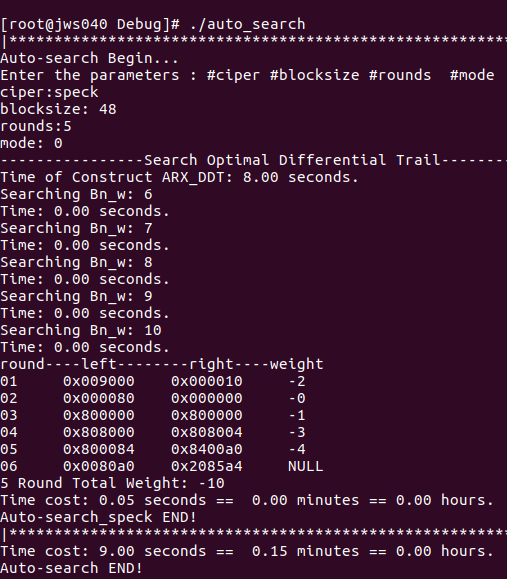 [root@jws040 Debug]# ./auto_search
|*******************************************************
Auto-search Begin...
Enter the parameters : #ciper #blocksize #rounds  #mode
ciper:speck
blocksize: 48
rounds:5
mode: 0
----------------Search Optimal Differential Trail-------
Time of Construct ARX_DDT: 8.00 seconds.
Searching Bn_w: 6
Time: 0.00 seconds.
Searching Bn_w: 7
Time: 0.00 seconds.
Searching Bn_w: 8
Time: 0.00 seconds.
Searching Bn_w: 9
Time: 0.00 seconds.
Searching Bn_w: 10
Time: 0.00 seconds.
round----left--------right----weight
01     0x009000    0x000010     -2
02     0x000080    0x000000     -0
03     0x800000    0x800000     -1
04     0x808000    0x808004     -3
05     0x800084    0x8400a0     -4
06     0x0080a0    0x2085a4     NULL
5 Round Total Weight: -10
Time cost: 0.05 seconds ==  0.00 minutes == 0.00 hours.
Auto-search_speck END!
|*******************************************************
Time cost: 9.00 seconds ==  0.15 minutes == 0.00 hours.
Auto-search END!